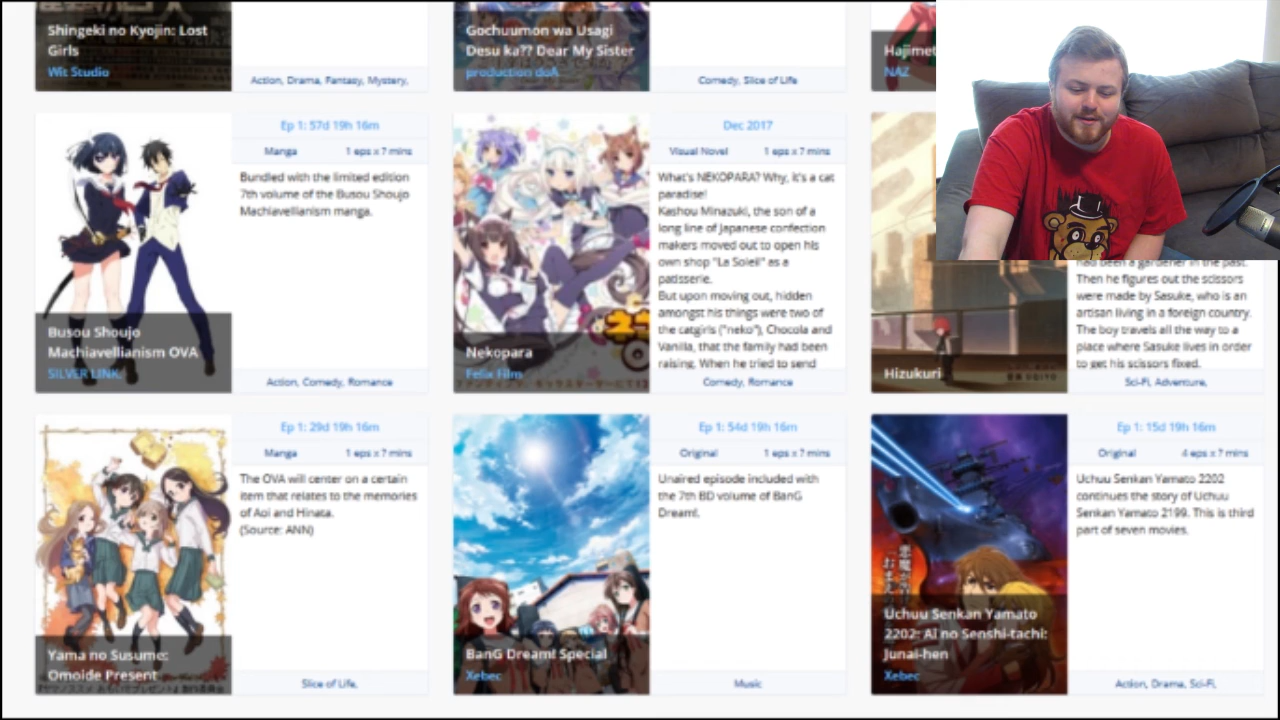 Shingeki no Kyojin: Lost
Girls
Wit Studio
Action, Drama, Fantasy, Mystery,
Gochuumon wa Usagi
Desu ka?? Dear My Sister
production doA
Comedy, Slice of Life
Hajimet
NAZ
Ep 1: 57d 19h 16m
Manga 1 eps x ? mins
Bundled with the limited edition
7th volume of the Busou Shoujo
Machiavellianism manga.
Busou Shoujo
Machiavellianism OVA
SILVER LINK.
Action, Comedy, Romance
Dec 2017
Visual Novel 1 eps x ? mins
What's NEKOPARA? Why, it's a cat
paradise!
Kashou Minazuki, the son of a
long line of Japanese confection
makers moved out to open his
own shop "La Soleil" as a
patisserie.
But upon moving out, hidden
amongst his things were two of
the catgirls ("neko"), Chocola and
Vanilla, that the family had been
raising. When he tried to send
Nekopara
Felix Film
Comedy, Romance
had been a gardener in the past.
Then he figures out the scissors
were made by Sasuke, who is an
artisan living in a foreign country.
The boy travels all the way to a
place where Sasuke lives in order
to get his scissors fixed.
Hizukuri
Sci-Fi, Adventure,
Ep 1: 29d 19h 16m
Manga 1 eps x ? mins
The OVA will center on a certain
item that relates to the memories
of Aoi and Hinata.
(Source: ANN)
Yama no Susume:
Omoide Present
Slice of Life,
Ep 1: 54d 19h 16m
Original 1 eps x ? mins
Unaired episode included with
the 7th BD volume of BanG
Dream!.
BanG Dream! Special
Xebec
Music
Ep 1: 15d 19h 16m
Original 4 eps x ? mins
Uchuu Senkan Yamato 2202
continues the story of Uchuu
Senkan Yamato 2199. This is third
part of seven movies.
Uchuu Senkan Yamato
2202: Ai no Senshi-tachi:
Junai-hen
Xebec
Action, Drama, Sci-Fi,